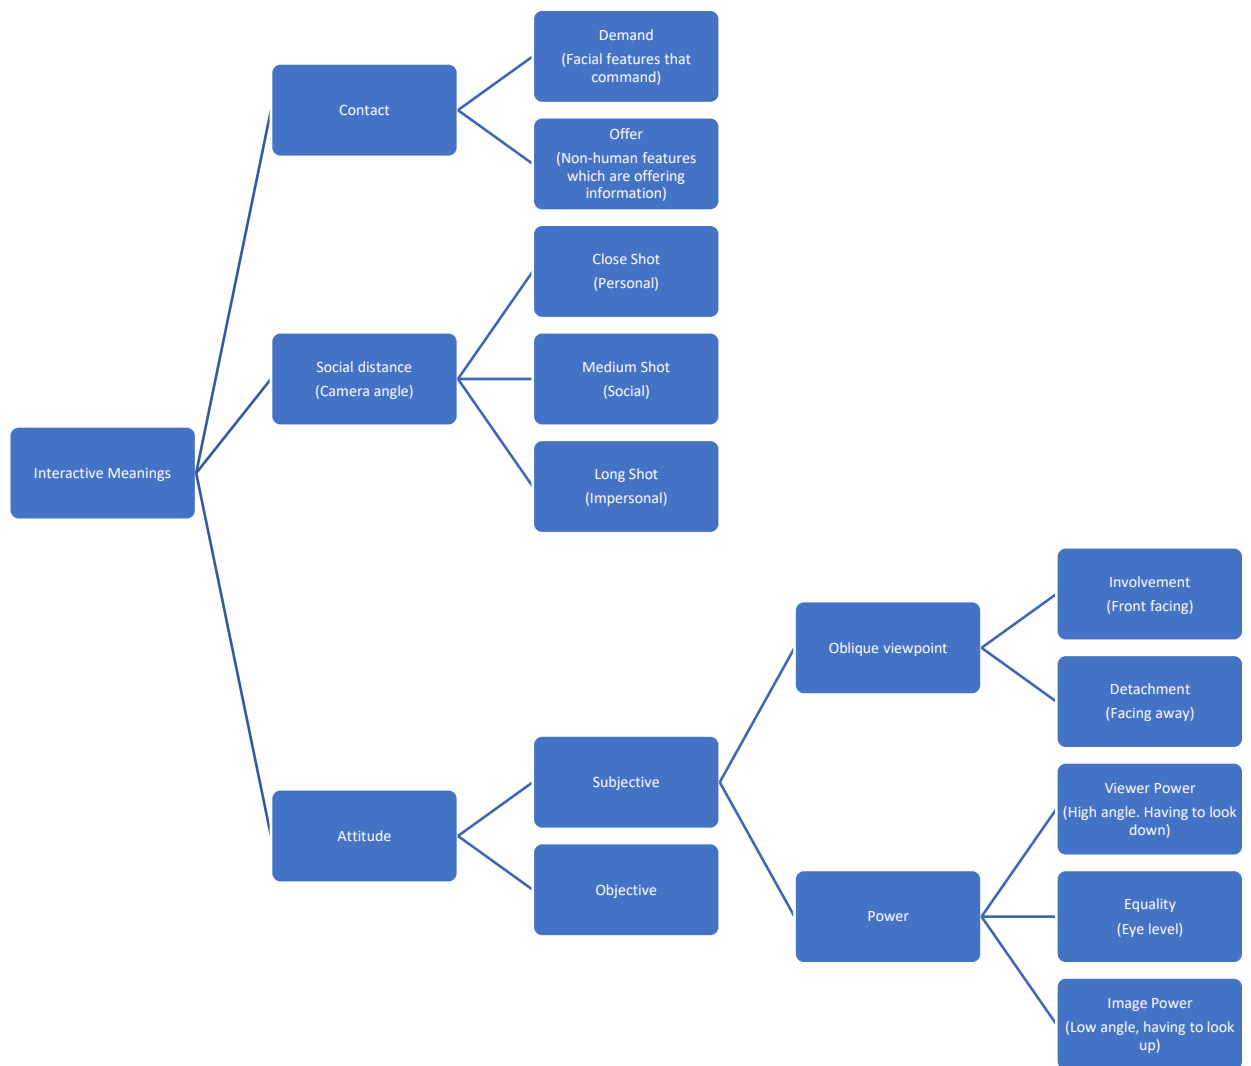 Demand
(Facial features that
command)
Contact
Offer
(Non-human features
which are offering
information)
Close Shot
(Personal)
Social distance
(Camera angle)
Medium Shot
(Social)
Long Shot
(Impersonal)
Interactive Meanings
Involvement
(Front facing)
Oblique viewpoint
Detachment
(Facing away)
Subjective
Viewer Power
(High angle. Having to look
down)
Attitude
Objective
Power
Equality
(Eye level)
Image Power
(Low angle, having to look
up)